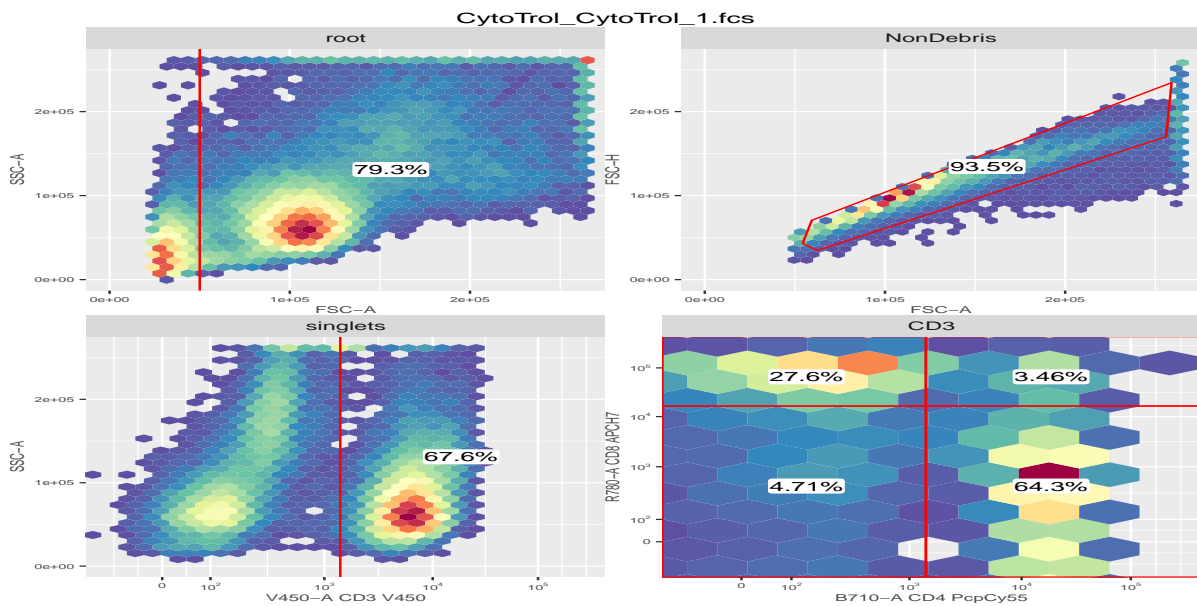 CytoTrol_CytoTrol_1.fcs
root
SSC−A
2e+05
1e+05
0e+00
79.3%
0e+00 1e+05 2e+05
FSC−A
NonDebris
FSC−H
2e+05
1e+05
0e+00
93.5%
0e+00 1e+05 2e+05
FSC−A
singlets
SSC−A
2e+05
1e+05
0e+00
67.6%
0 10² 10³ 10⁴ 10⁵
V450−A CD3 V450
CD3
R780−A CD8 APCH7
10⁵
10⁴
10³
10²
0
27.6% 3.46%
4.71% 64.3%
0 10² 10³ 10⁴ 10⁵
B710−A CD4 PcpCy55